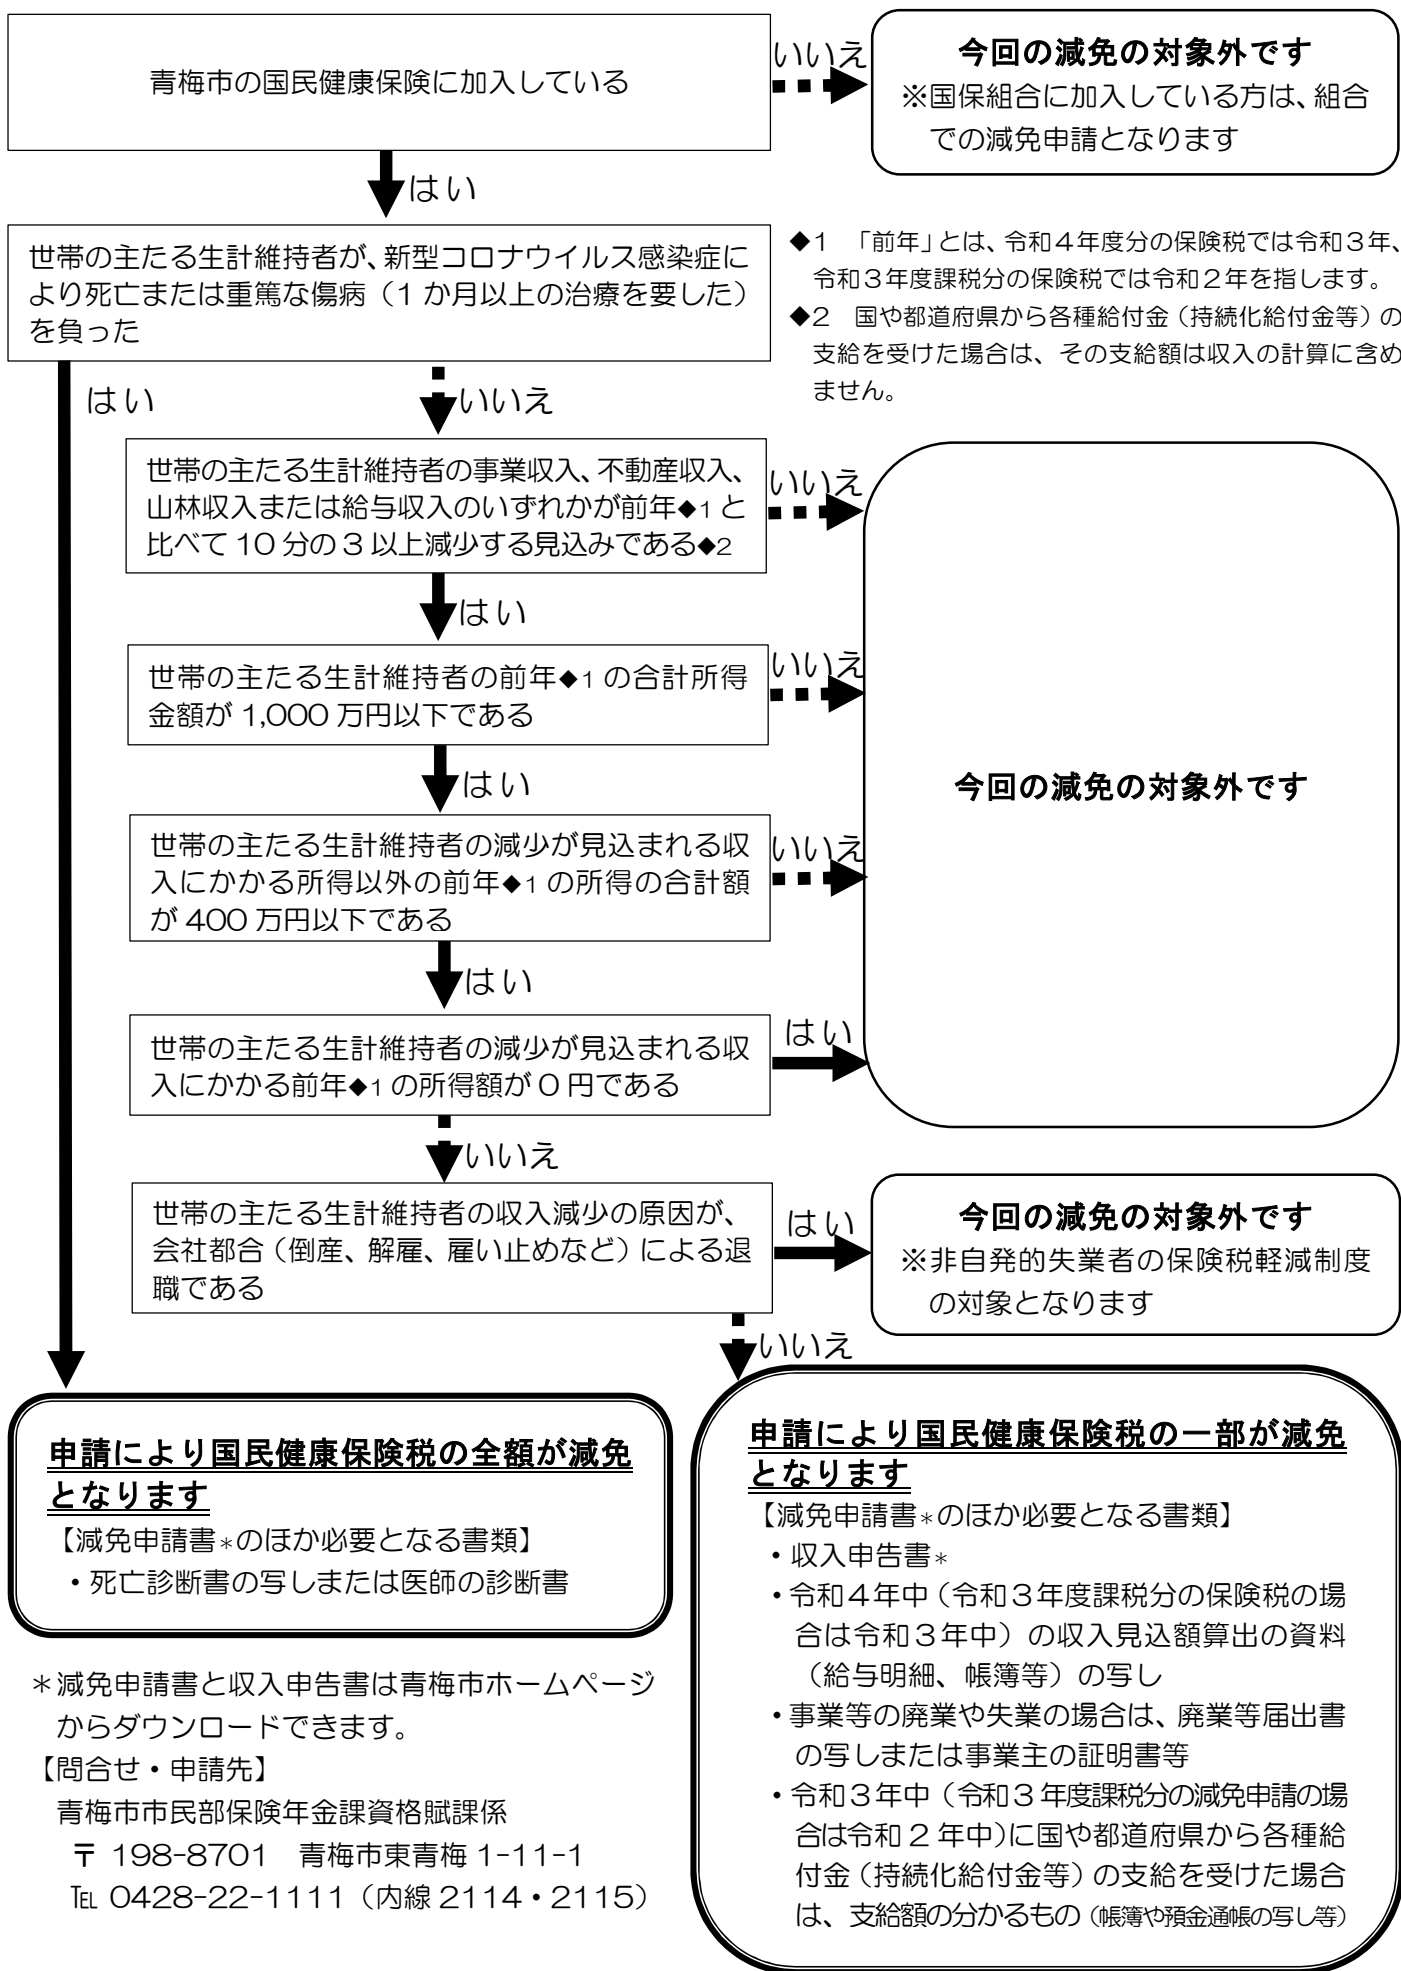 青梅市の国民健康保険に加入している
いいえ
今回の減免の対象外です
※国保組合に加入している方は、組合
での減免申請となります
はい
世帯の主たる生計維持者が、新型コロナウイルス感染症に
より死亡または重篤な傷病（1か月以上の治療を要した）
を負った
◆1　「前年」とは、令和４年度分の保険税では令和３年、
令和３年度課税分の保険税では令和２年を指します。
◆2　国や都道府県から各種給付金（持続化給付金等）の
支給を受けた場合は、その支給額は収入の計算に含め
ません。
はい
いいえ
世帯の主たる生計維持者の事業収入、不動産収入、
山林収入または給与収入のいずれかが前年◆1と
比べて10分の3以上減少する見込みである◆2
いいえ
はい
世帯の主たる生計維持者の前年◆1の合計所得
金額が1,000万円以下である
いいえ
はい
今回の減免の対象外です
世帯の主たる生計維持者の減少が見込まれる収
入にかかる所得以外の前年◆1の所得の合計額
が400万円以下である
いいえ
はい
世帯の主たる生計維持者の減少が見込まれる収
入にかかる前年◆1の所得額が0円である
はい
いいえ
世帯の主たる生計維持者の収入減少の原因が、
会社都合（倒産、解雇、雇い止めなど）による退
職である
はい
今回の減免の対象外です
※非自発的失業者の保険税軽減制度
の対象となります
いいえ
申請により国民健康保険税の全額が減免
となります
【減免申請書*のほか必要となる書類】
・死亡診断書の写しまたは医師の診断書
＊減免申請書と収入申告書は青梅市ホームページ
からダウンロードできます。
【問合せ・申請先】
青梅市市民部保険年金課資格賦課係
〒 198-8701　青梅市東青梅1-11-1
℡ 0428-22-1111（内線2114・2115）
申請により国民健康保険税の一部が減免
となります
【減免申請書*のほか必要となる書類】
・収入申告書*
・令和４年中（令和３年度課税分の保険税の場
合は令和３年中）の収入見込額算出の資料
（給与明細、帳簿等）の写し
・事業等の廃業や失業の場合は、廃業等届出書
の写しまたは事業主の証明書等
・令和３年中（令和３年度課税分の減免申請の場
合は令和２年中）に国や都道府県から各種給
付金（持続化給付金等）の支給を受けた場合
は、支給額の分かるもの（帳簿や預金通帳の写し等）